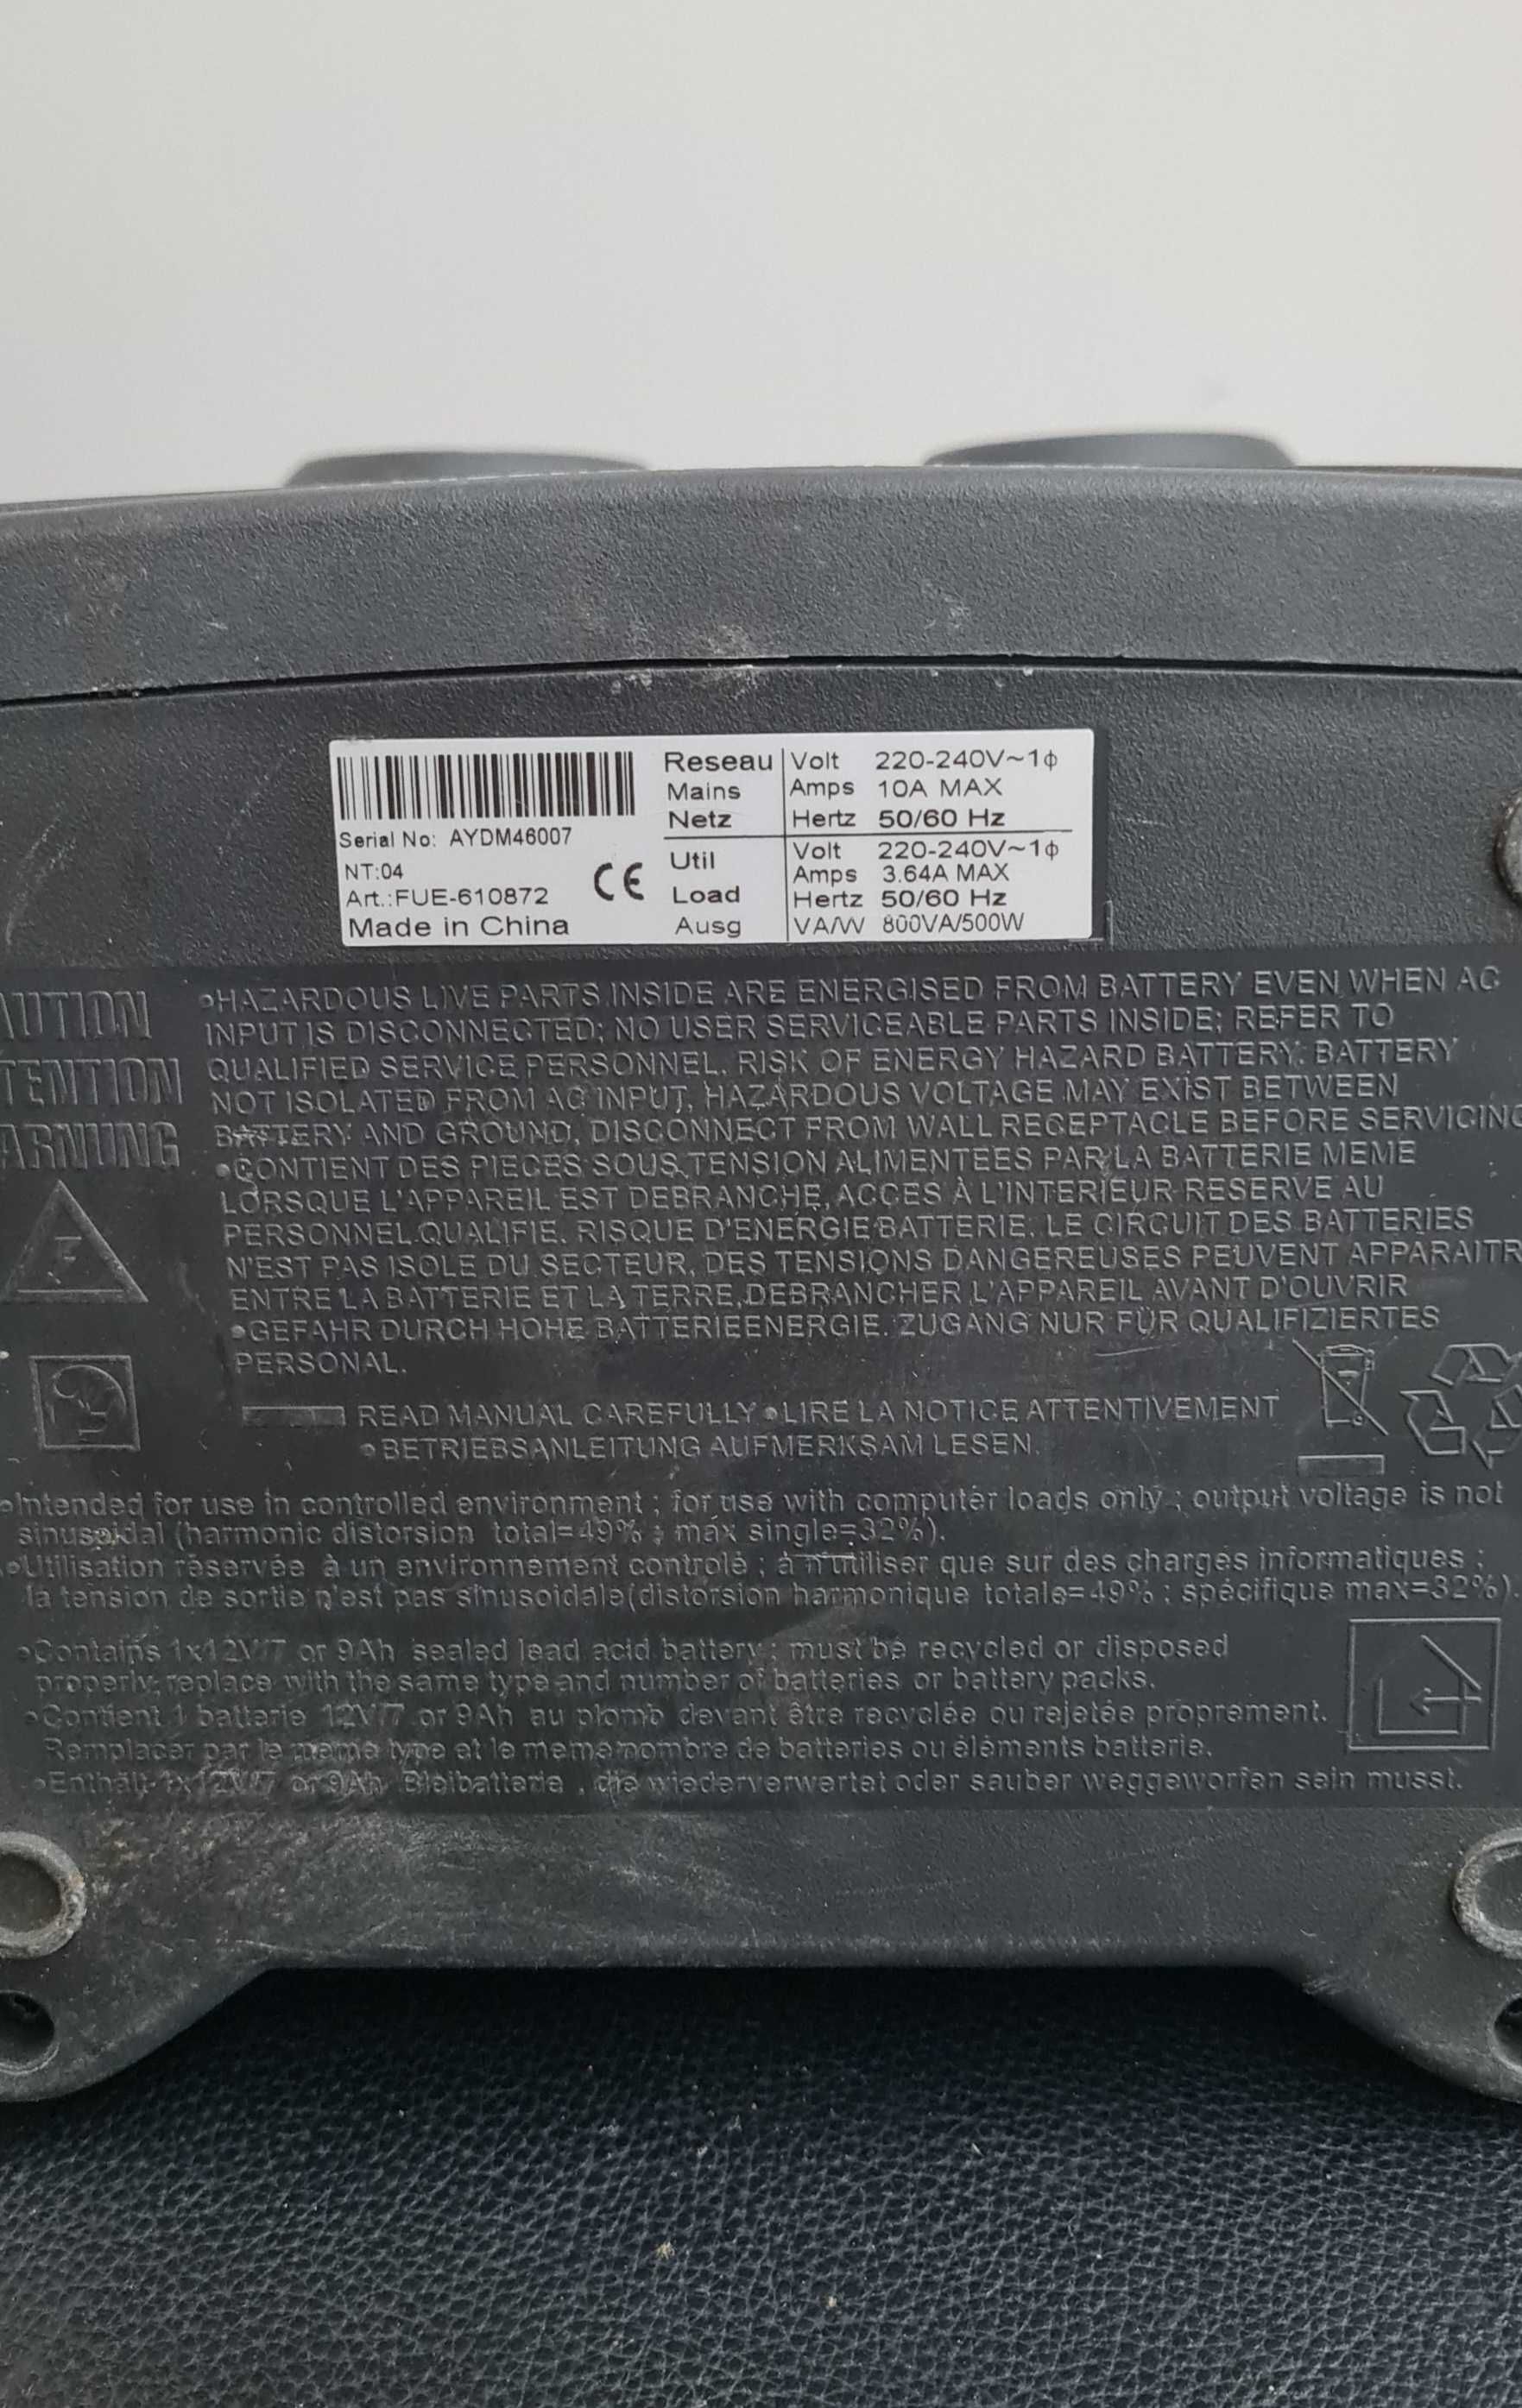 Serial No: AYDM46007
NT:04
Art.:FUE-610872
Made in China
CE
Reseau Volt 220-240V~1ϕ
Mains Amps 10A MAX
Netz Hertz 50/60 Hz
Util Volt 220-240V~1ϕ
Amps 3.64A MAX
Load Hertz 50/60 Hz
Ausg VA/W 800VA/500W
AUTION
TENTION
ARNUNG
•HAZARDOUS LIVE PARTS INSIDE ARE ENERGISED FROM BATTERY EVEN WHEN AC
INPUT IS DISCONNECTED; NO USER SERVICEABLE PARTS INSIDE; REFER TO
QUALIFIED SERVICE PERSONNEL. RISK OF ENERGY HAZARD BATTERY. BATTERY
NOT ISOLATED FROM AC INPUT, HAZARDOUS VOLTAGE MAY EXIST BETWEEN
BATTERY AND GROUND, DISCONNECT FROM WALL RECEPTACLE BEFORE SERVICING
•CONTIENT DES PIECES SOUS TENSION ALIMENTEES PAR LA BATTERIE MEME
LORSQUE L'APPAREIL EST DEBRANCHE, ACCES À L'INTERIEUR RESERVE AU
PERSONNEL QUALIFIE. RISQUE D'ENERGIE BATTERIE. LE CIRCUIT DES BATTERIES
N'EST PAS ISOLE DU SECTEUR, DES TENSIONS DANGEREUSES PEUVENT APPARAITR
ENTRE LA BATTERIE ET LA TERRE, DEBRANCHER L'APPAREIL AVANT D'OUVRIR
•GEFAHR DURCH HOHE BATTERIEENERGIE. ZUGANG NUR FÜR QUALIFIZIERTES
PERSONAL.
READ MANUAL CAREFULLY •LIRE LA NOTICE ATTENTIVEMENT
•BETRIEBSANLEITUNG AUFMERKSAM LESEN.
•Intended for use in controlled environment ; for use with computer loads only ; output voltage is not
sinusoidal (harmonic distorsion total=49% ; max single=32%).
•Utilisation réservée à un environnement controlé ; à n'utiliser que sur des charges informatiques ;
la tension de sortie n'est pas sinusoidale(distorsion harmonique totale=49% ; spécifique max=32%).
•Contains 1x12V/7 or 9Ah sealed lead acid battery ; must be recycled or disposed
properly; replace with the same type and number of batteries or battery packs.
•Contient 1 batterie 12V/7 or 9Ah au plomb devant être recyclée ou rejetée proprement.
Remplacer par le meme type et le meme nombre de batteries ou éléments batterie.
•Enthält 1x12V/7 or 9Ah Bleibatterie , die wiederverwertet oder sauber weggeworfen sein musst.